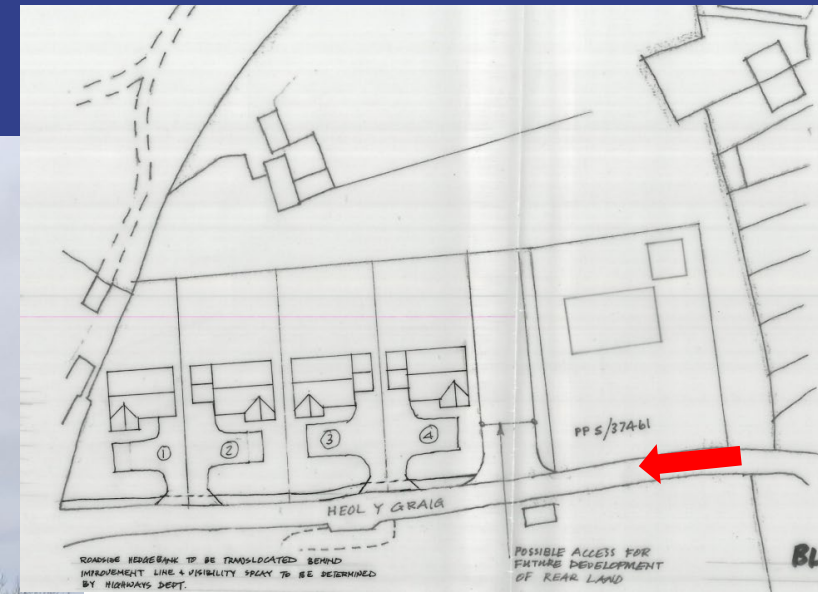 PP S/37461
①
②
③
④
HEOL Y GRAIG
ROADSIDE HEDGEBANK TO BE TRANSLOCATED BEHIND
IMPROVEMENT LINE & VISIBILITY SPLAY TO BE DETERMINED
BY HIGHWAYS DEPT.
POSSIBLE ACCESS FOR
FUTURE DEVELOPMENT
OF REAR LAND
BL